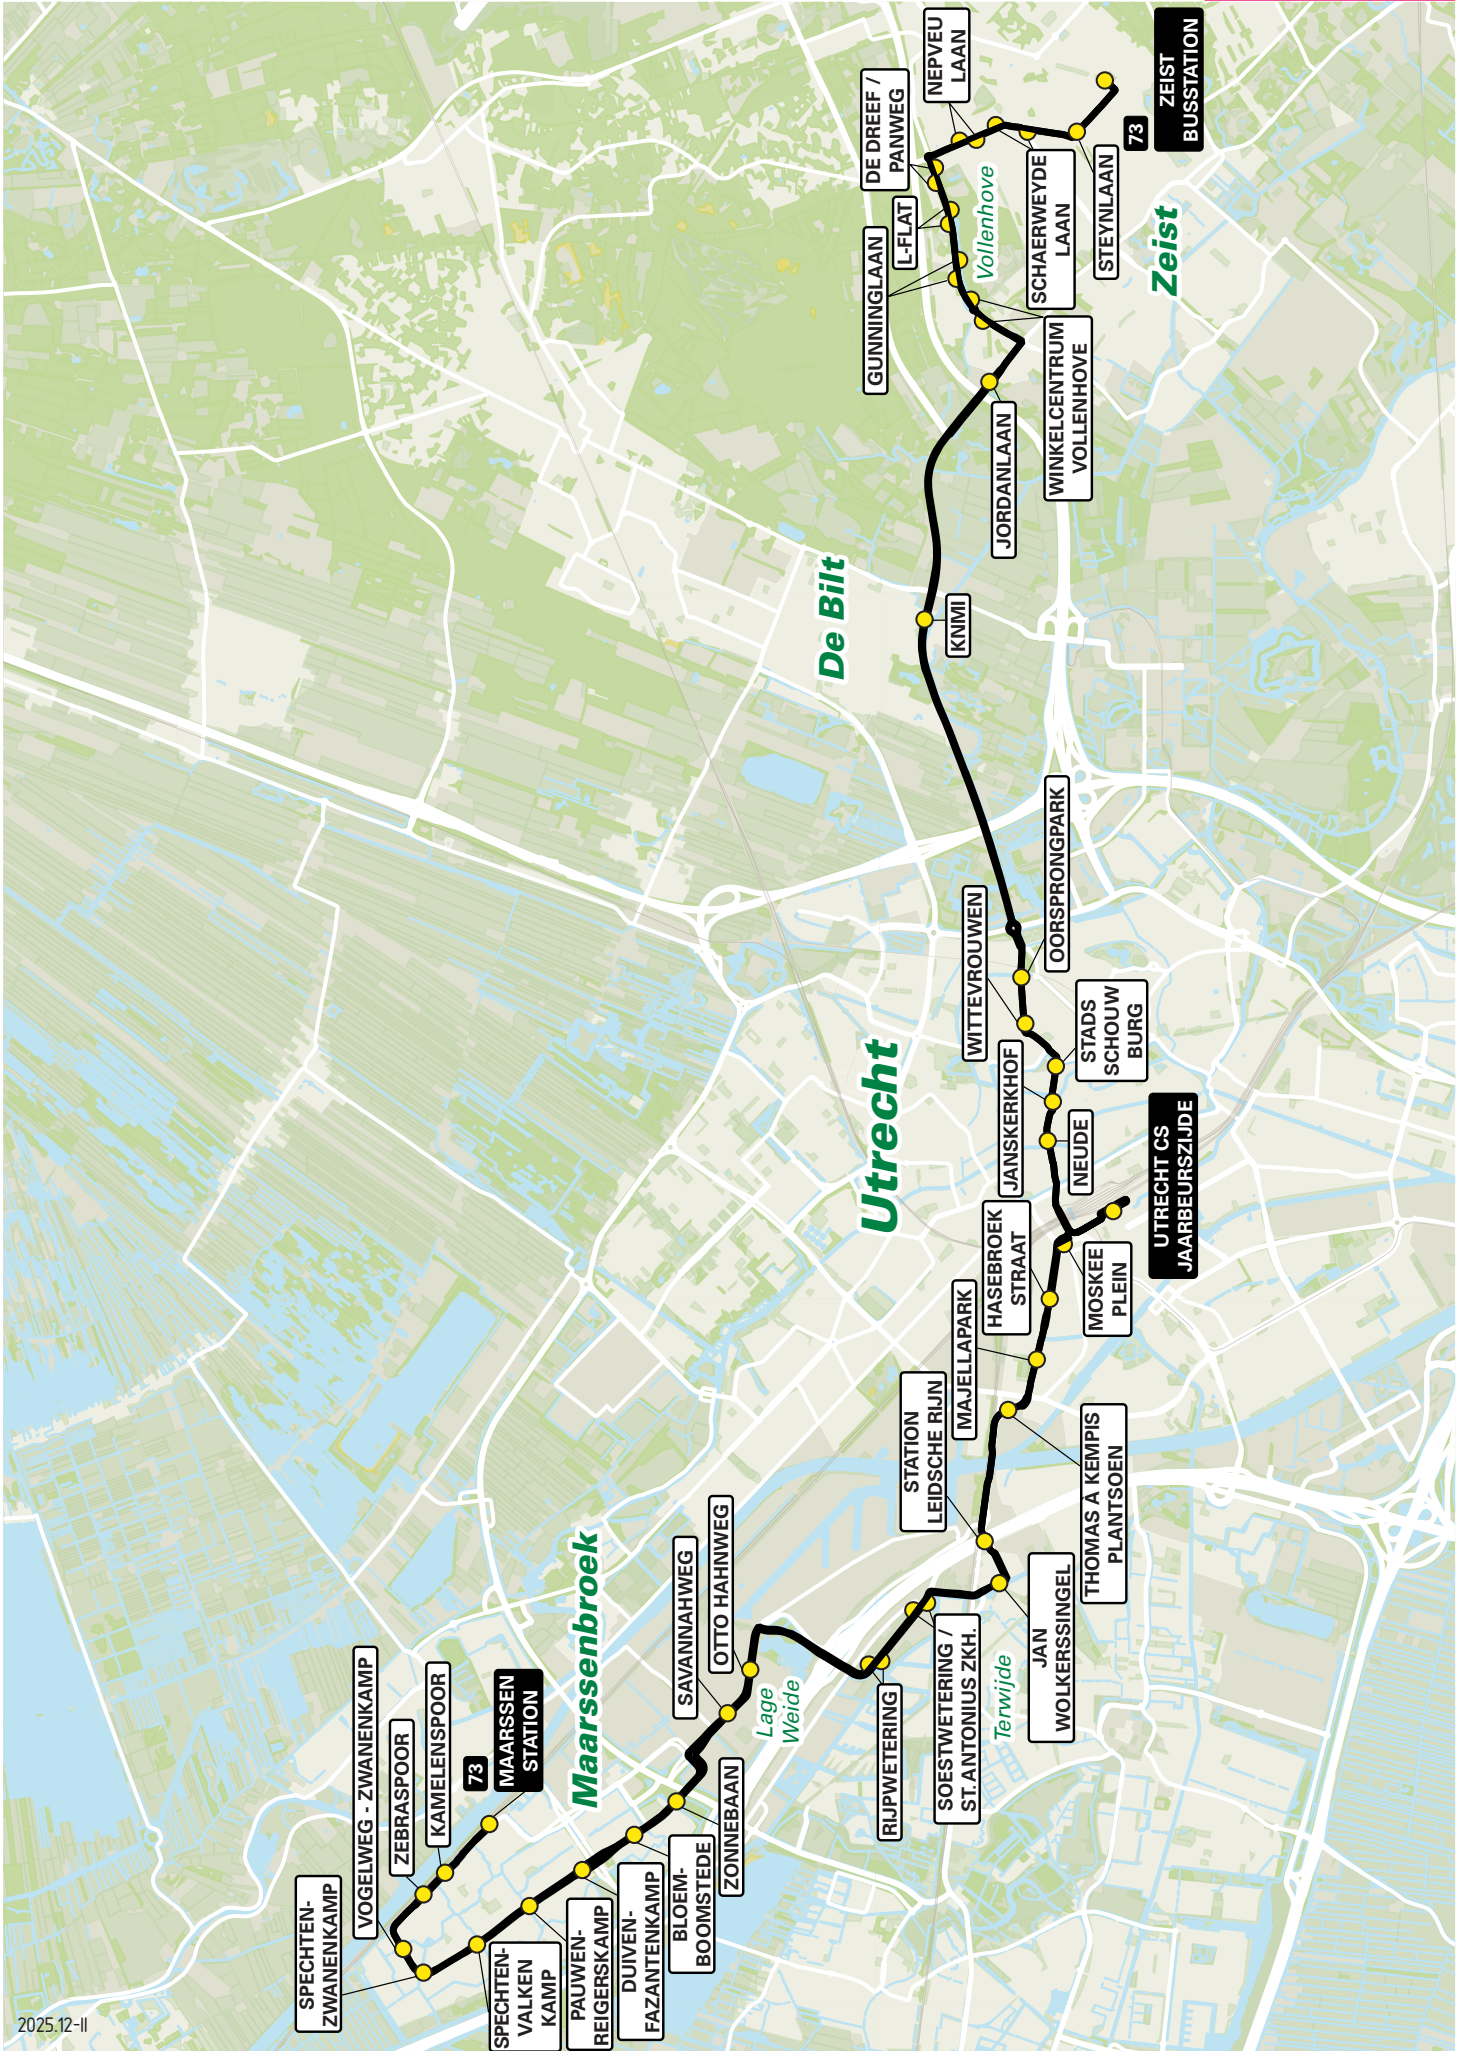 NEPVEU
LAAN
ZEIST
BUSSTATION
73
DE DREEF /
PANWEG
L-FLAT
GUNNINGLAAN
Vollenhove
SCHAERWEYDE
LAAN
STEYNLAAN
Zeist
WINKELCENTRUM
VOLLENHOVE
JORDANLAAN
De Bilt
KNMI
OORSPRONGPARK
WITTEVROUWEN
STADS
SCHOUW
BURG
JANSKERKHOF
NEUDE
Utrecht
UTRECHT CS
JAARBEURSZIJDE
HASEBROEK
STRAAT
MOSKEE
PLEIN
MAJELLAPARK
STATION
LEIDSCHE RIJN
THOMAS A KEMPIS
PLANTSOEN
JAN
WOLKERSSINGEL
SOESTWETERING /
ST. ANTONIUS ZKH.
Terwijde
RIJPWETERING
OTTO HAHNWEG
SAVANNAHWEG
Lage
Weide
Maarssenbroek
ZONNEBAAN
BLOEM-
BOOMSTEDE
DUIVEN-
FAZANTENKAMP
PAUWEN-
REIGERSKAMP
SPECHTEN-
VALKEN
KAMP
SPECHTEN-
ZWANENKAMP
VOGELWEG - ZWANENKAMP
ZEBRASPOOR
KAMELENSPOOR
73
MAARSSEN
STATION
2025.12-II